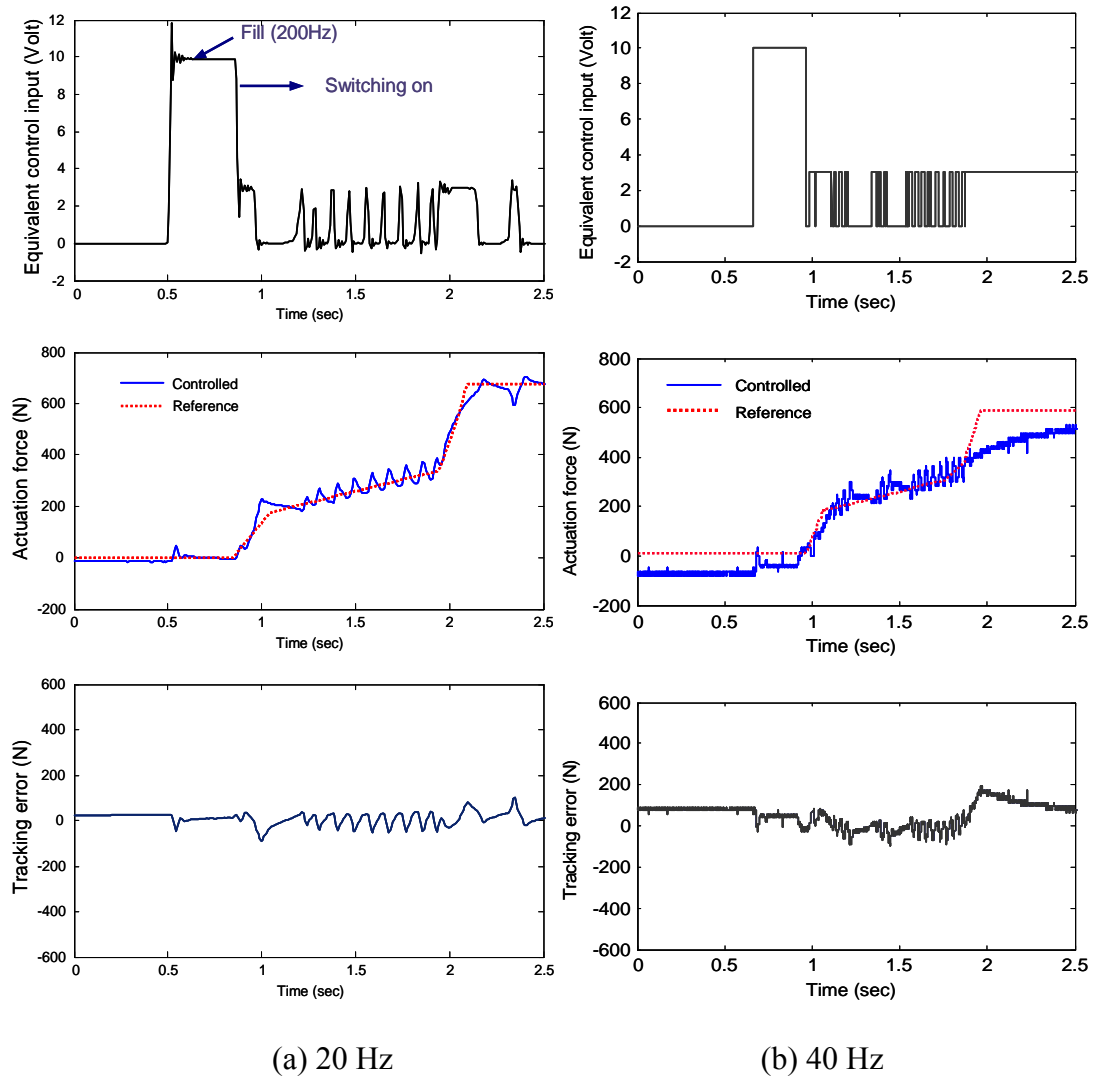 12
10
8
6
4
2
0
-2
Equivalent control input (Volt)
Fill (200Hz)
Switching on
0 0.5 1 1.5 2 2.5
Time (sec)
12
10
8
6
4
2
0
-2
Equivalent control input (Volt)
0 0.5 1 1.5 2 2.5
Time (sec)
800
600
400
200
0
-200
Actuation force (N)
Controlled
Reference
0 0.5 1 1.5 2 2.5
Time (sec)
800
600
400
200
0
-200
Actuation force (N)
Controlled
Reference
0 0.5 1 1.5 2 2.5
Time (sec)
600
400
200
0
-200
-400
-600
Tracking error (N)
0 0.5 1 1.5 2 2.5
Time (sec)
600
400
200
0
-200
-400
-600
Tracking error (N)
0 0.5 1 1.5 2 2.5
Time (sec)
(a) 20 Hz
(b) 40 Hz